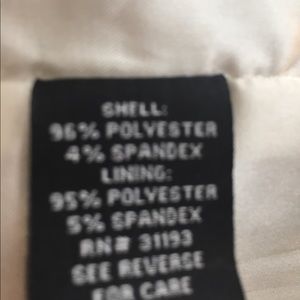 SHELL:
96% POLYESTER
4% SPANDEX
LINING:
95% POLYESTER
5% SPANDEX
RN# 31193
SEE REVERSE
FOR CARE